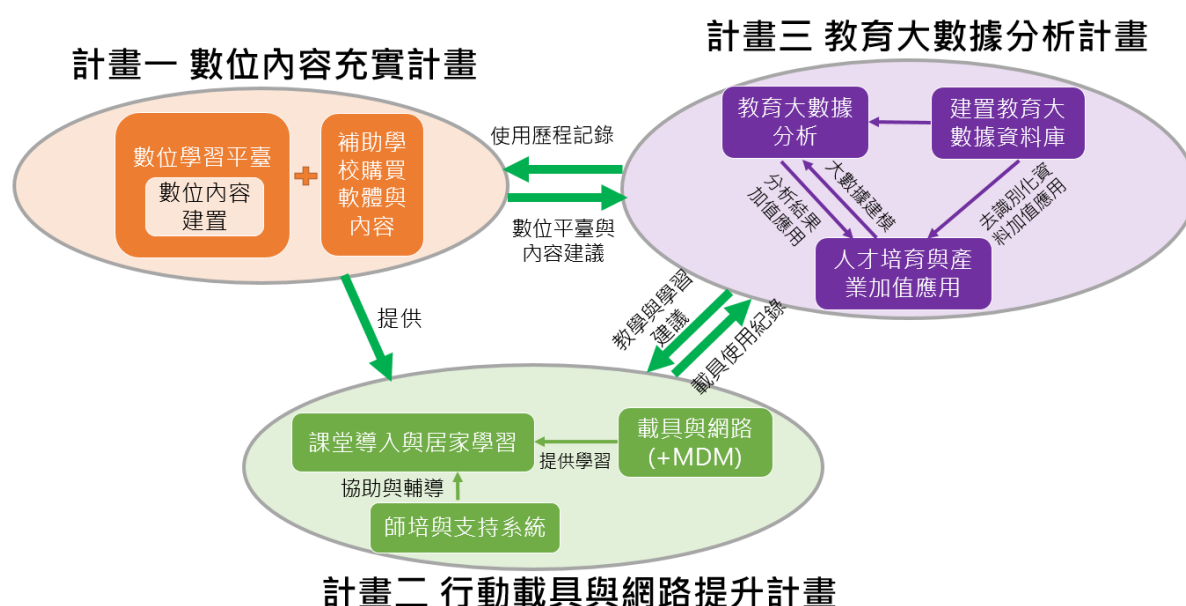 計畫一 數位內容充實計畫
計畫三 教育大數據分析計畫
數位學習平臺
數位內容
建置
補助學
校購買
軟體與
內容
使用歷程記錄
數位平臺與
內容建議
教育大數據
分析
建置教育大
數據資料庫
分析結果
加值應用
大數據建模
去識別化資
料加值應用
人才培育與產
業加值應用
提供
教學與學習
建議
載具使用紀錄
課堂導入與居家學習
提供學習
載具與網路
(+MDM)
協助與輔導
師培與支持系統
計畫二 行動載具與網路提升計畫